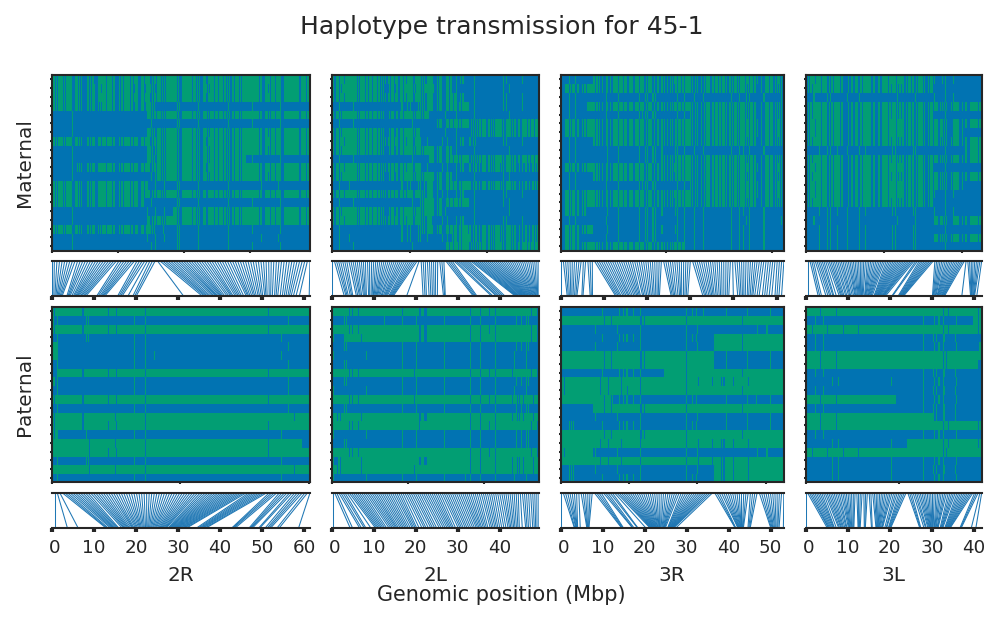 Haplotype transmission for 45-1
Maternal
Paternal
0 10 20 30 40 50 60 0 10 20 30 40 0 10 20 30 40 50 0 10 20 30 40
2R 2L 3R 3L
Genomic position (Mbp)